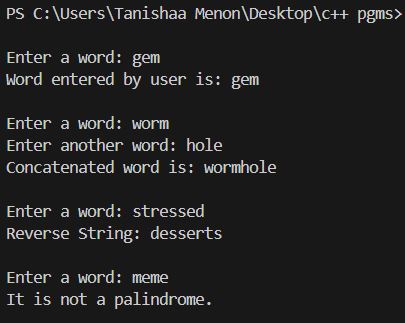 PS C:\Users\Tanishaa Menon\Desktop\c++ pgms>
Enter a word: gem
Word entered by user is: gem
Enter a word: worm
Enter another word: hole
Concatenated word is: wormhole
Enter a word: stressed
Reverse String: desserts
Enter a word: meme
It is not a palindrome.